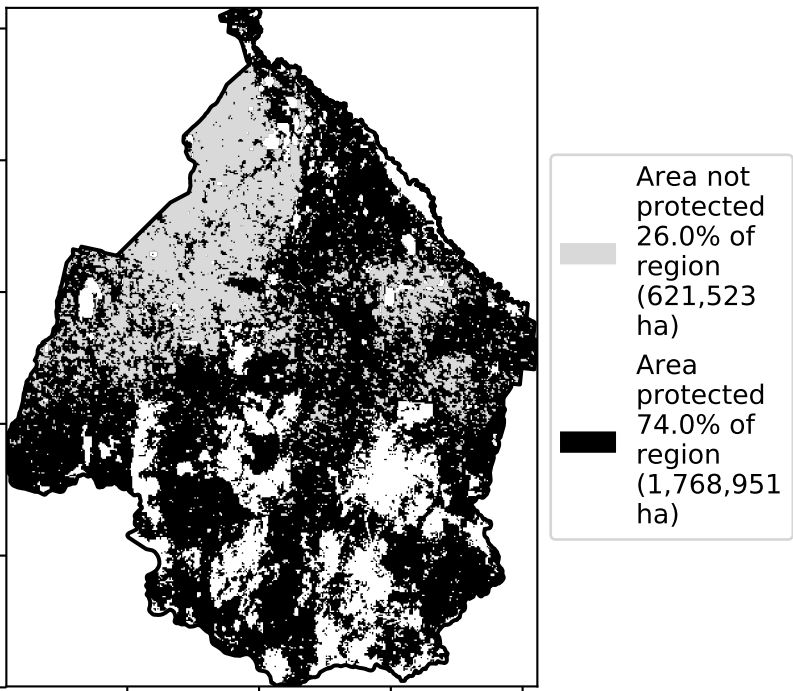 Area not
protected
26.0% of
region
(621,523
ha)
Area
protected
74.0% of
region
(1,768,951
ha)